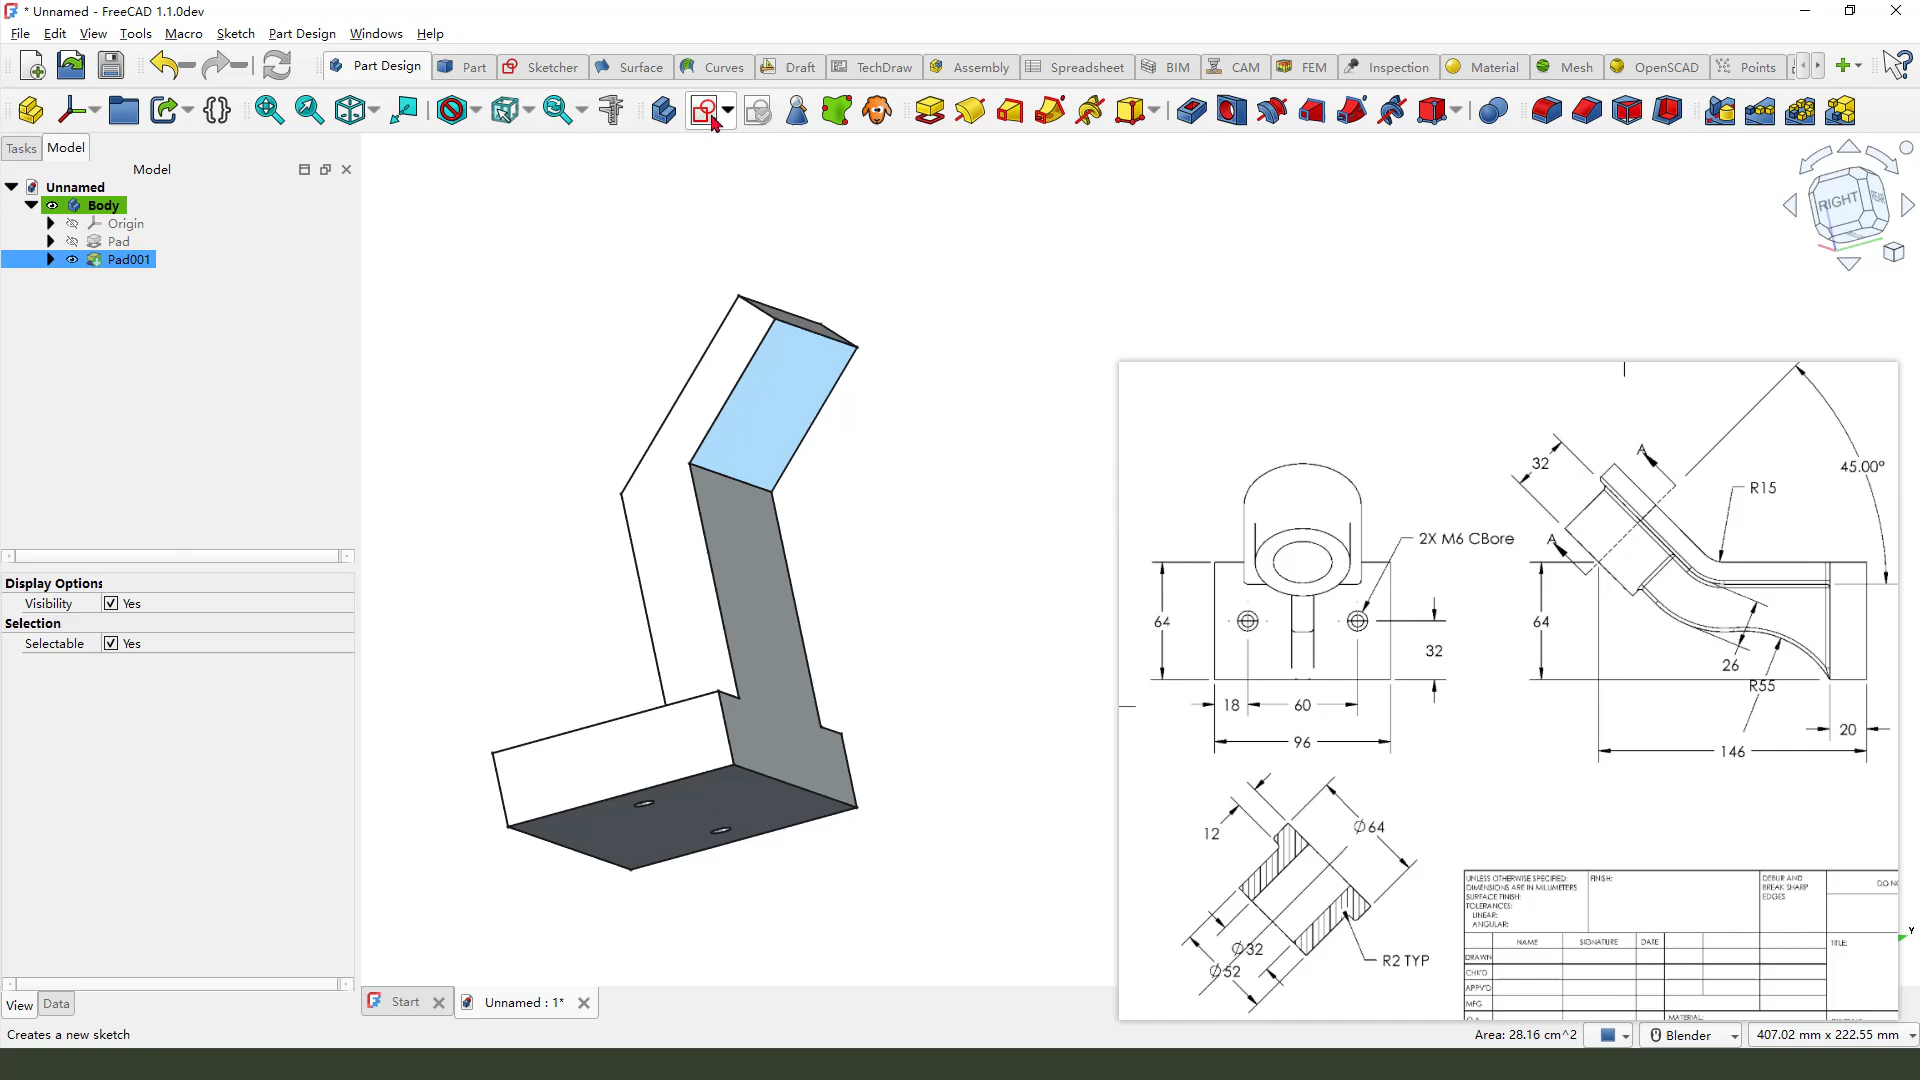 * Unnamed - FreeCAD 1.1.0dev
File Edit View Tools Macro Sketch Part Design Windows Help
Part Design Part Sketcher Surface Curves Draft TechDraw Assembly Spreadsheet BIM CAM FEM Inspection Material Mesh OpenSCAD Points
Tasks Model
Model
Unnamed
Body
Origin
Pad
Pad001
RIGHT
Display Options
Visibility Yes
Selection
Selectable Yes
32
A
45.00°
R15
2X M6 CBore
A
64
32
64
26
R55
18 60
20
96
146
12
Ø64
Ø32
Ø52
R2 TYP
UNLESS OTHERWISE SPECIFIED:
DIMENSIONS ARE IN MILLIMETERS
SURFACE FINISH:
TOLERANCES:
LINEAR:
ANGULAR:
FINISH:
DEBUR AND
BREAK SHARP
EDGES
DO NO
NAME SIGNATURE DATE
TITLE:
DRAWN
CHK'D
APPV'D
MFG
Q.A
MATERIAL:
Y
View Data
Start Unnamed : 1*
Creates a new sketch
Area: 28.16 cm^2 Blender 407.02 mm x 222.55 mm